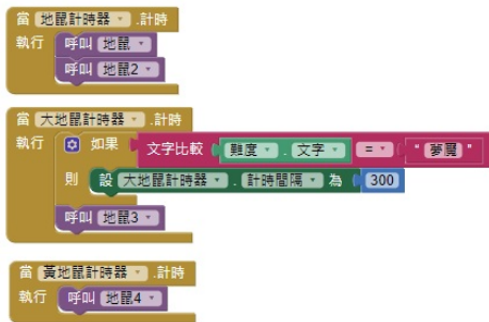 當 地鼠計時器 .計時
執行 呼叫 地鼠
呼叫 地鼠2
當 大地鼠計時器 .計時
執行 如果 文字比較 難度 . 文字 = " 夢魘 "
則 設 大地鼠計時器 . 計時間隔 為 300
呼叫 地鼠3
當 黃地鼠計時器 .計時
執行 呼叫 地鼠4